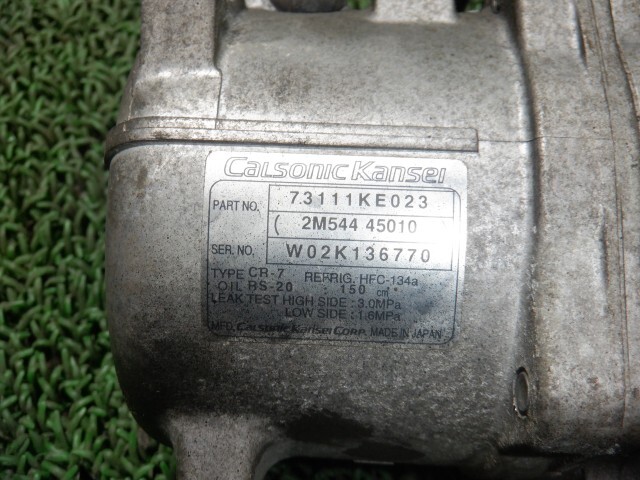 Calsonic Kansei
PART NO. 73111KE023
( 2M544 45010
SER. NO. W02K136770
TYPE CR-7 REFRIG. HFC-134a
OIL RS-20 150 cm³
LEAK TEST HIGH SIDE : 3.0MPa
LOW SIDE : 1.6MPa
MFD. Calsonic Kansei Corp. MADE IN JAPAN